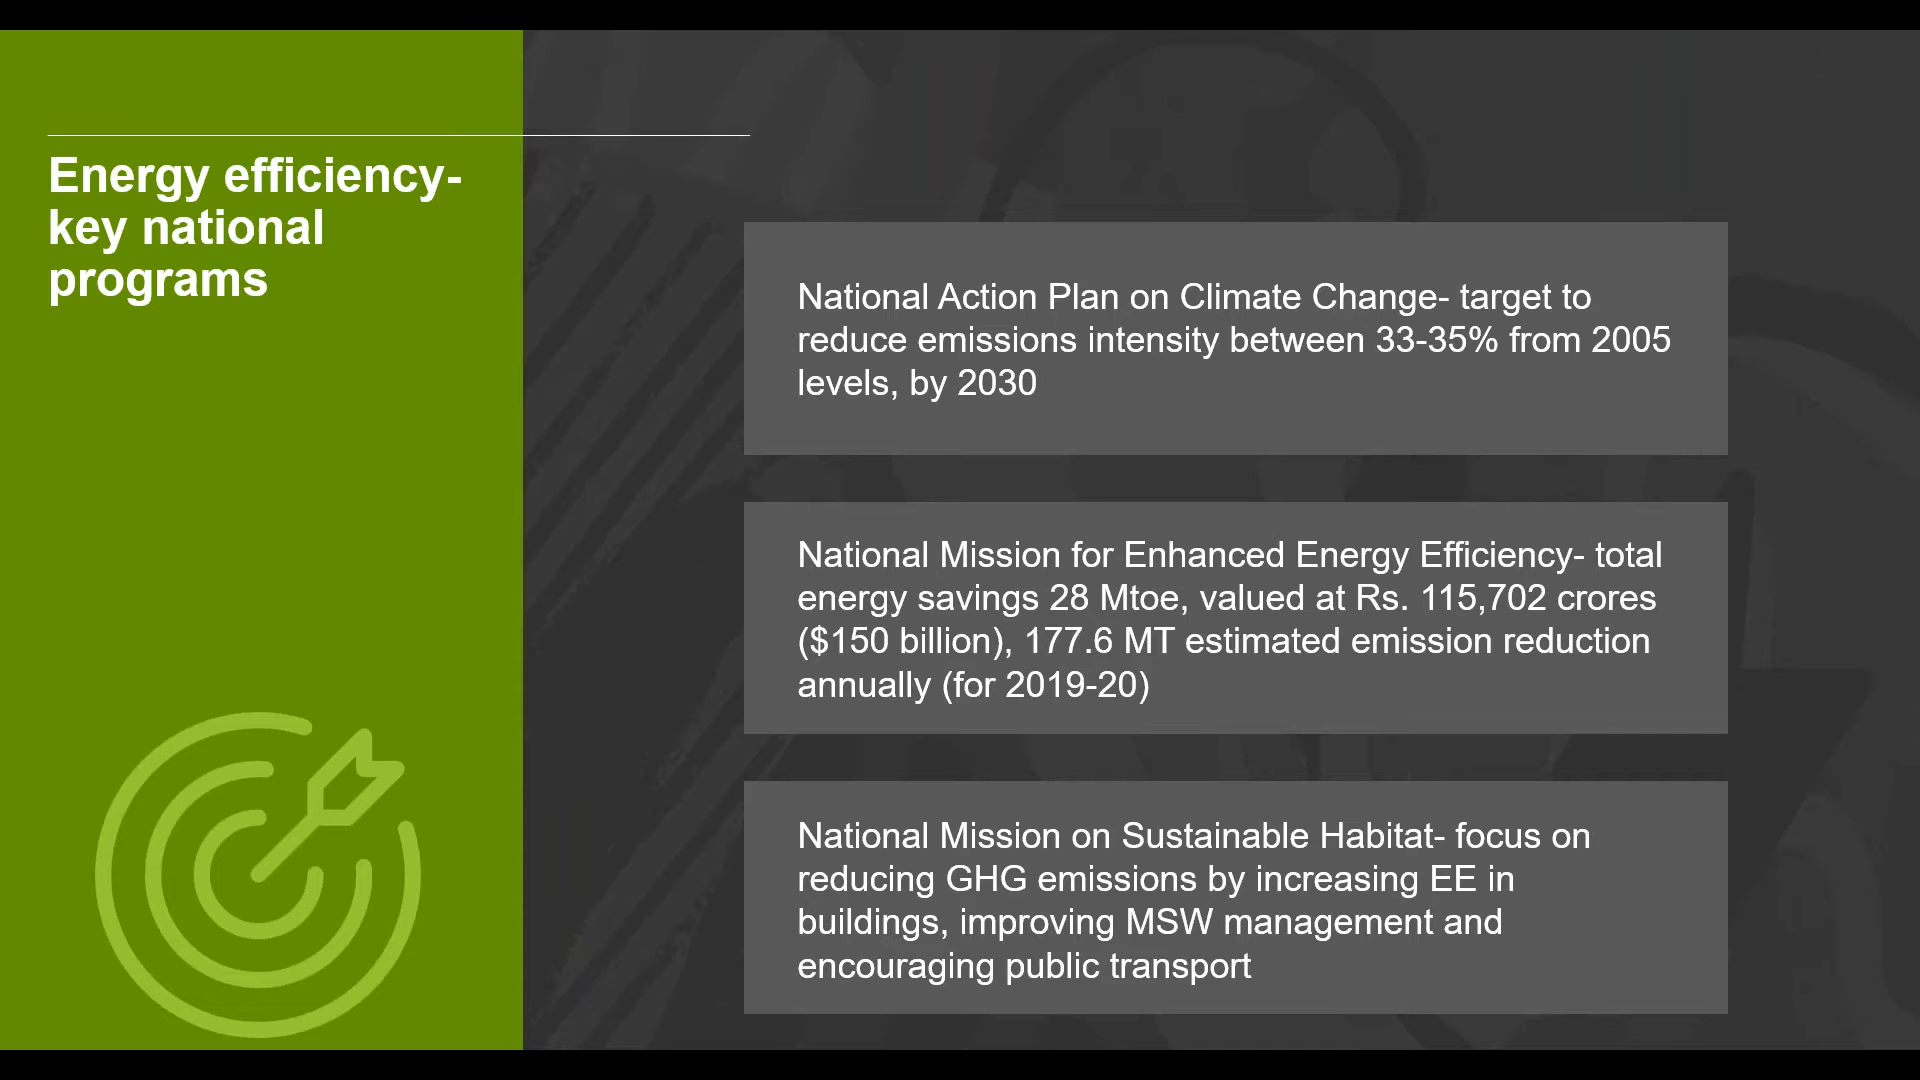 Energy efficiency-
key national
programs
National Action Plan on Climate Change- target to
reduce emissions intensity between 33-35% from 2005
levels, by 2030
National Mission for Enhanced Energy Efficiency- total
energy savings 28 Mtoe, valued at Rs. 115,702 crores
($150 billion), 177.6 MT estimated emission reduction
annually (for 2019-20)
National Mission on Sustainable Habitat- focus on
reducing GHG emissions by increasing EE in
buildings, improving MSW management and
encouraging public transport